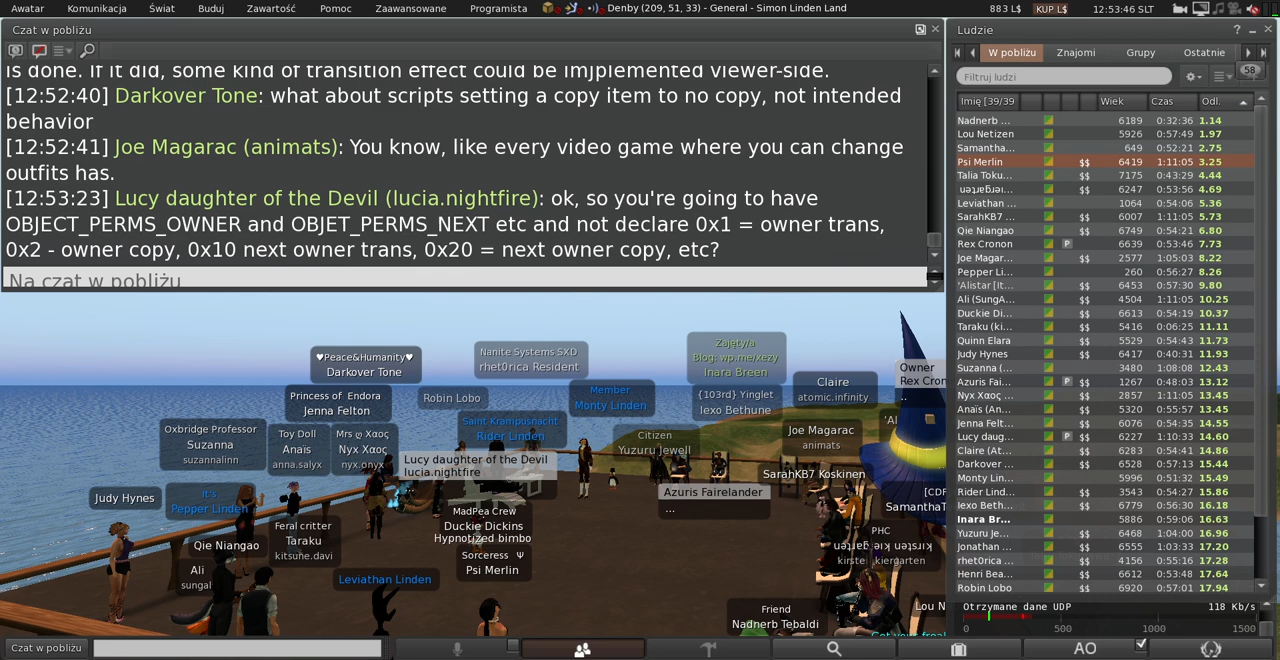 Awatar Komunikacja Świat Buduj Zawartość Pomoc Zaawansowane Programista Denby (209, 51, 33) - General - Simon Linden Land 883 L$ KUP L$ 12:53:46 SLT
Czat w pobliżu
is done. If it did, some kind of transition effect could be imjplemented viewer-side.
[12:52:40] Darkover Tone: what about scripts setting a copy item to no copy, not intended
behavior
[12:52:41] Joe Magarac (animats): You know, like every video game where you can change
outfits has.
[12:53:23] Lucy daughter of the Devil (lucia.nightfire): ok, so you're going to have
OBJECT_PERMS_OWNER and OBJET_PERMS_NEXT etc and not declare 0x1 = owner trans,
0x2 - owner copy, 0x10 next owner trans, 0x20 = next owner copy, etc?
Na czat w pobliżu
♥Peace&Humanity♥
Darkover Tone
Nanite Systems SXD
rhet0rica Resident
Zajęty/a
Blog: wp.me/xezy
Inara Breen
Princess of Endora
Jenna Felton
Robin Lobo
Member
Monty Linden
{103rd} Yinglet
Iexo Bethune
Claire
atomic.infinity
Owner
Rex Cron
..
Oxbridge Professor
Suzanna
suzannalinn
Toy Doll
Anaïs
anna.salyx
Mrs ღ Χαος
Nyx Χαος
nyx.onyx
Saint Krampusnacht
Rider Linden
Citizen
Yuzuru Jewell
Joe Magarac
animats
'Al
Lucy daughter of the Devil
lucia.nightfire
...
SarahKB7 Koskinen
Judy Hynes
It's
Pepper Linden
Azuris Fairelander
...
[CDF
SamanthaT
MadPea Crew
Duckie Dickins
Hypnotized bimbo
Feral critter
Taraku
kitsune.davi
Qie Niangao
PHC
kirste kiergarten
Sorceress Ψ
Psi Merlin
Ali
sungal
Leviathan Linden
Friend
Nadnerb Tebaldi
Lou N
Czat w pobliżu
Ludzie
W pobliżu Znajomi Grupy Ostatnie
Filtruj ludzi
58
Imię [39/39 Wiek Czas Odl.
Nadnerb ... 6189 0:32:36 1.14
Lou Netizen 5926 0:57:49 1.97
Samantha... 649 0:52:21 2.75
Psi Merlin $$ 6419 1:11:05 3.25
Talia Toku... $$ 7175 0:43:29 4.44
$$ 6247 0:53:56 4.69
Leviathan ... 1064 0:54:06 5.36
SarahKB7 ... $$ 6007 1:11:05 5.73
Qie Niangao $$ 6749 0:54:21 6.80
Rex Cronon P 6639 0:53:46 7.73
Joe Magar... $$ 2577 1:05:03 8.22
Pepper Li... 260 0:56:27 8.26
'Alistar [It... $$ 6453 0:57:30 9.80
Ali (SungA... $$ 4504 1:11:05 10.25
Duckie Di... $$ 6613 0:54:19 10.37
Taraku (ki... $$ 5416 0:06:25 11.11
Quinn Elara $$ 5529 0:54:43 11.73
Judy Hynes $$ 6417 0:40:31 11.93
Suzanna (... 3480 1:08:08 12.43
Azuris Fai... P $$ 1267 0:48:03 13.12
Nyx Χαος ... $$ 2857 1:11:05 13.45
Anaïs (An... $$ 5320 0:55:57 13.45
Jenna Felt... $$ 6076 0:54:35 14.55
Lucy daug... P $$ 6227 1:10:33 14.60
Claire (At... $$ 6283 0:54:41 14.86
Darkover ... $$ 6528 0:57:13 15.44
Monty Lin... 5996 0:51:32 15.49
Rider Lind... $$ 3543 0:54:27 15.86
Iexo Beth... $$ 6779 0:56:30 16.18
Inara Br... 5886 0:59:06 16.63
Yuzuru Je... $$ 6468 1:04:00 16.96
Jonathan ... $$ 6555 1:03:33 17.20
rhet0rica ... $$ 4156 0:55:16 17.28
Henri Bea... $$ 6612 0:53:48 17.64
Robin Lobo $$ 6920 0:57:01 17.94
Otrzymane dane UDP 118 Kb/s
0 500 1000 1500
AO